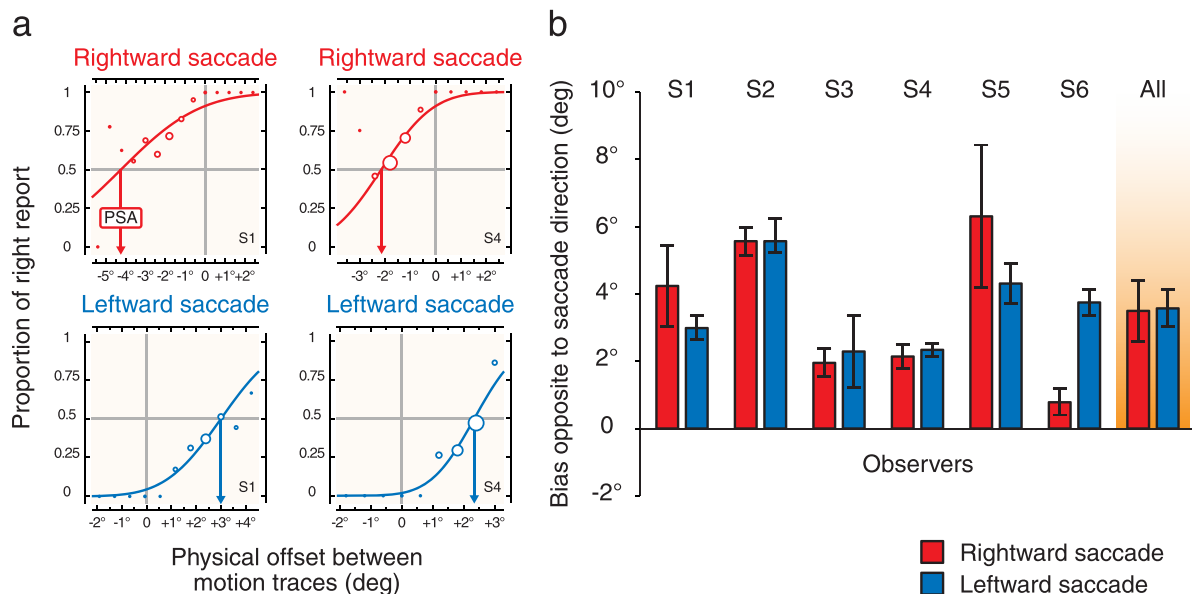 a
Rightward saccade
Rightward saccade
Proportion of right report
1
0.75
0.5
0.25
0
PSA
S1
-5° -4° -3° -2° -1° 0 +1° +2°
1
0.75
0.5
0.25
0
S4
-3° -2° -1° 0 +1° +2°
Leftward saccade
Leftward saccade
1
0.75
0.5
0.25
0
S1
-2° -1° 0 +1° +2° +3° +4°
1
0.75
0.5
0.25
0
S4
-2° -1° 0 +1° +2° +3°
Physical offset between
motion traces (deg)
b
Bias opposite to saccade direction (deg)
10°
8°
6°
4°
2°
0
-2°
S1 S2 S3 S4 S5 S6 All
Observers
Rightward saccade
Leftward saccade